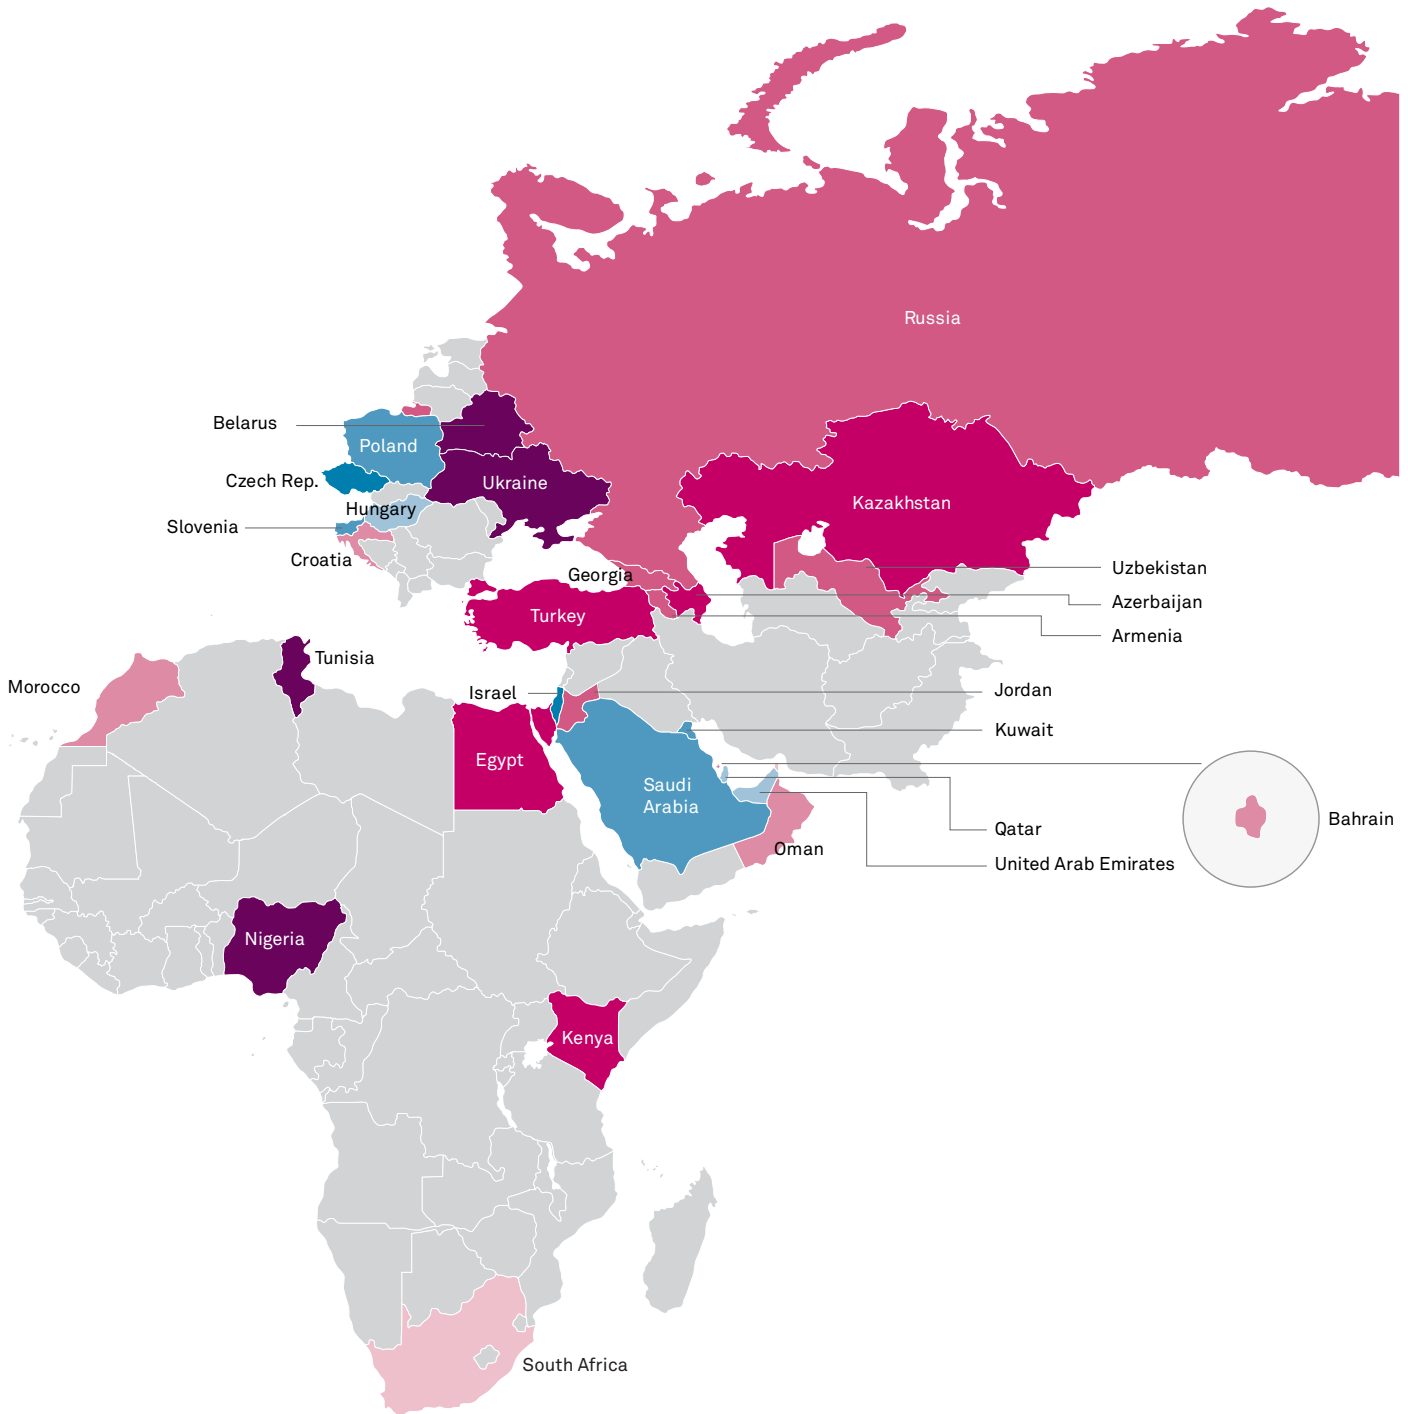 Russia
Belarus
Poland
Czech Rep.
Ukraine
Kazakhstan
Hungary
Slovenia
Croatia
Georgia
Uzbekistan
Azerbaijan
Turkey
Armenia
Tunisia
Morocco
Israel
Jordan
Kuwait
Egypt
Saudi
Arabia
Bahrain
Qatar
Oman
United Arab Emirates
Nigeria
Kenya
South Africa